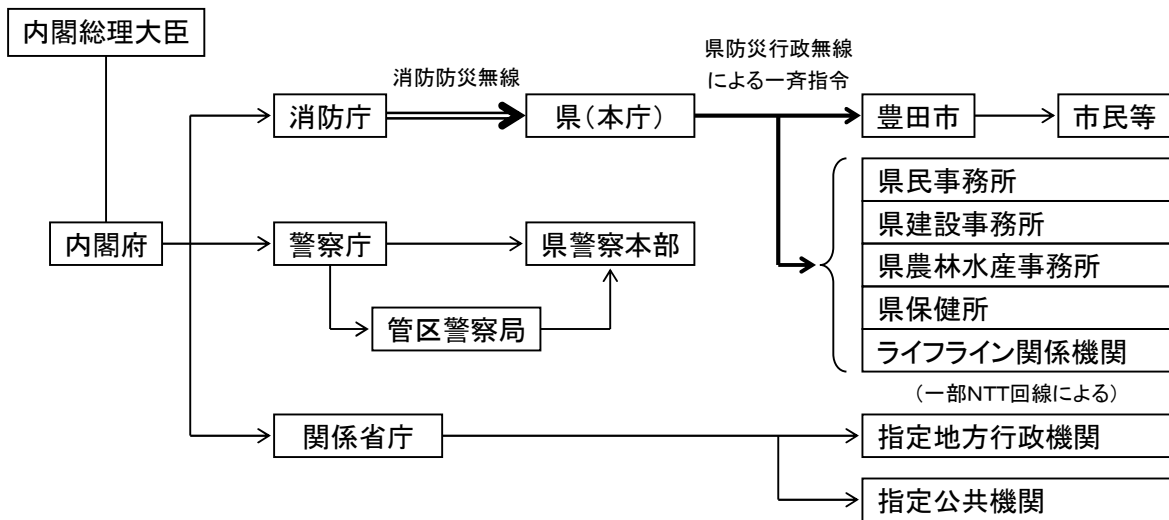 内閣総理大臣
消防防災無線
県防災行政無線
による一斉指令
消防庁
県(本庁)
豊田市
市民等
県民事務所
県建設事務所
内閣府
警察庁
県警察本部
県農林水産事務所
県保健所
管区警察局
ライフライン関係機関
(一部NTT回線による)
関係省庁
指定地方行政機関
指定公共機関